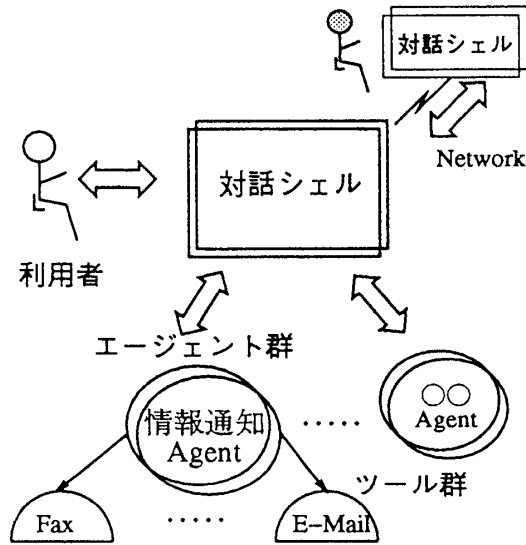 対話シェル
Network
対話シェル
利用者
エージェント群
情報通知
Agent
.....
○○
Agent
ツール群
Fax
.....
E-Mail